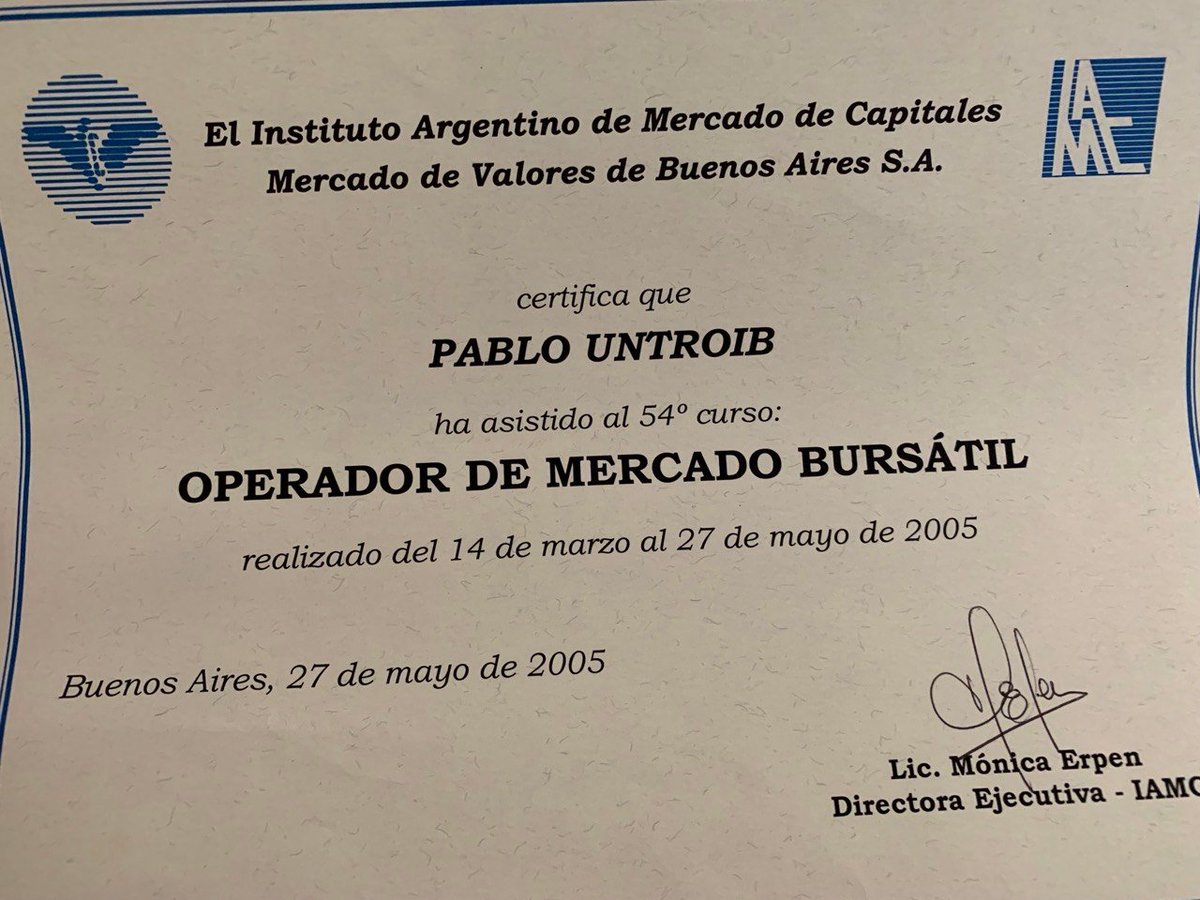 El Instituto Argentino de Mercado de Capitales
Mercado de Valores de Buenos Aires S.A.
IAMC
certifica que
PABLO UNTROIB
ha asistido al 54º curso:
OPERADOR DE MERCADO BURSÁTIL
realizado del 14 de marzo al 27 de mayo de 2005
Buenos Aires, 27 de mayo de 2005
Lic. Mónica Erpen
Directora Ejecutiva - IAMC